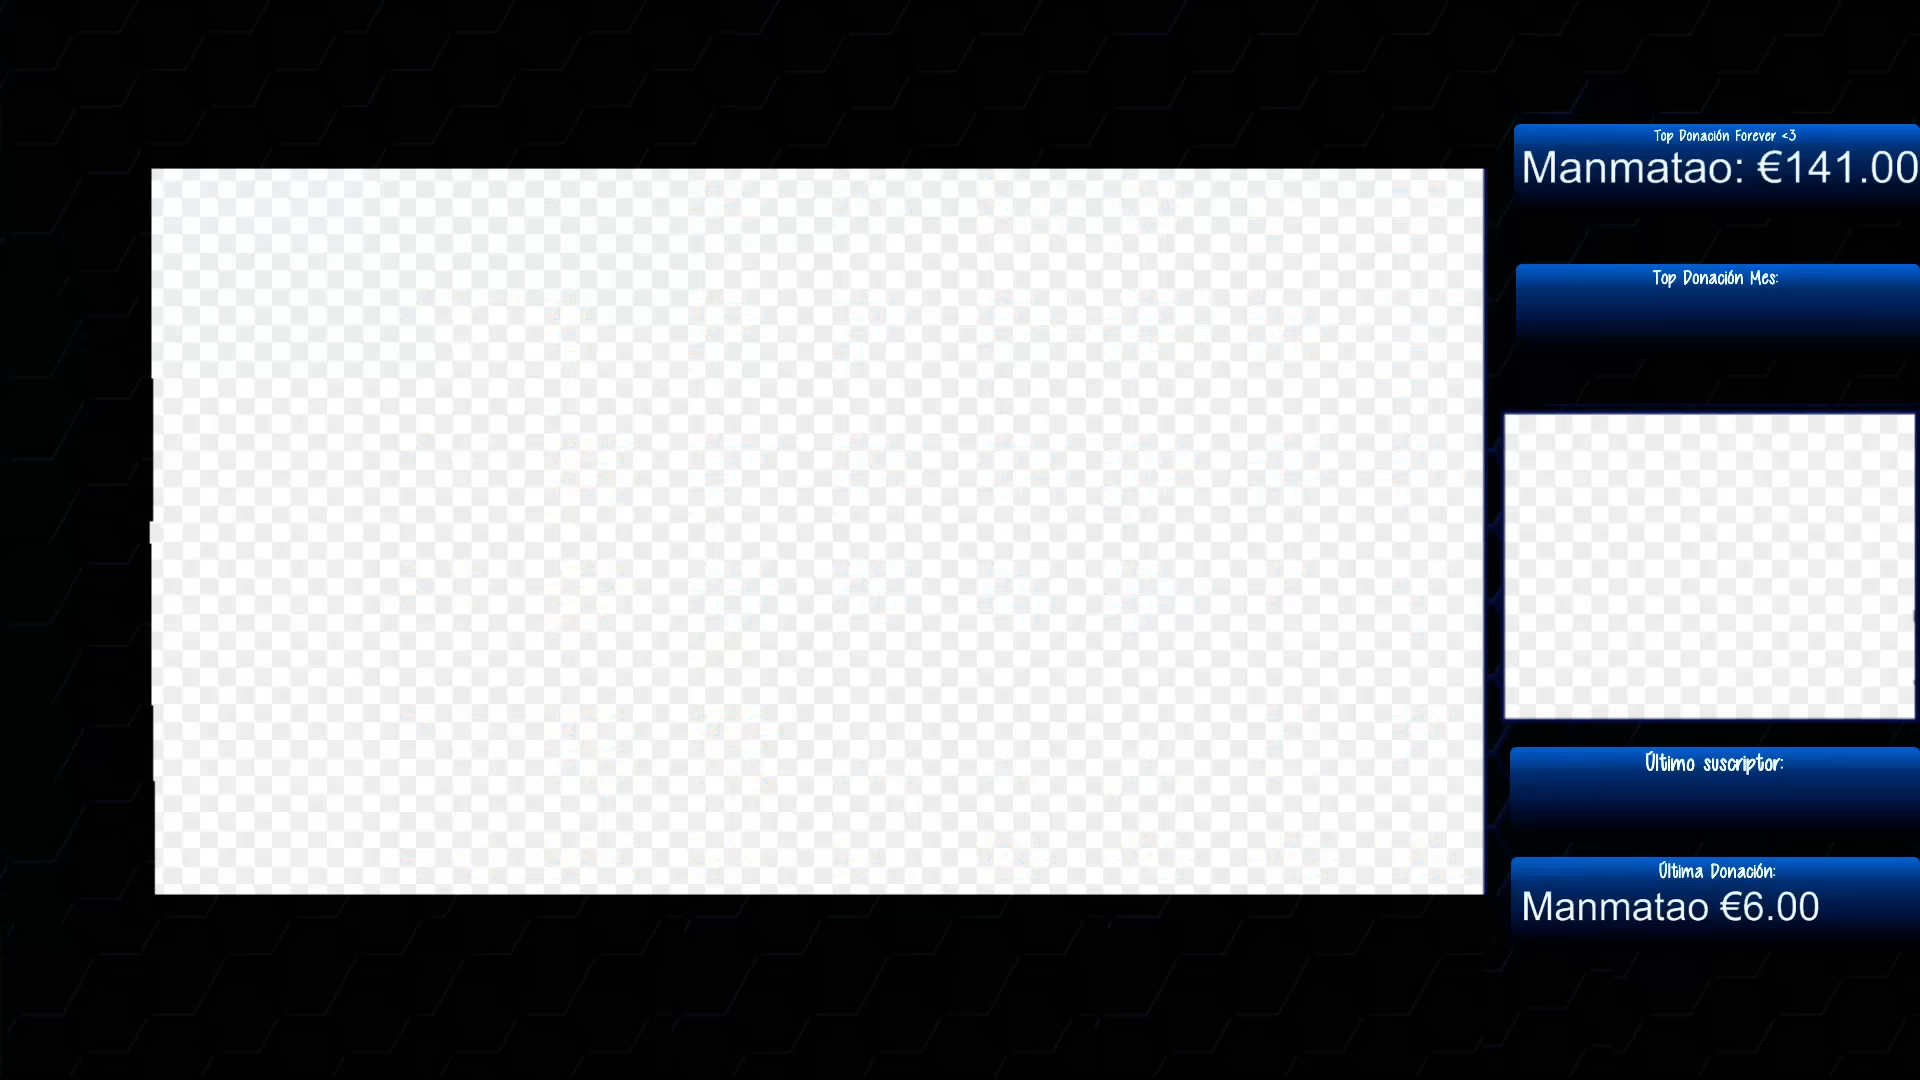 Top Donación Forever <3
Manmatao: €141.00
Top Donación Mes:
Último suscriptor:
Última Donación:
Manmatao €6.00